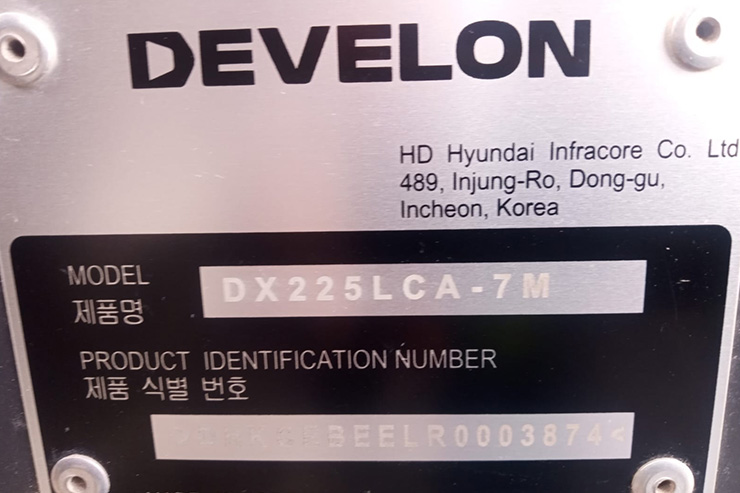 DEVELON
HD Hyundai Infracore Co. Ltd
489, Injung-Ro, Dong-gu,
Incheon, Korea
MODEL
제품명
DX225LCA-7M
PRODUCT IDENTIFICATION NUMBER
제품 식별 번호